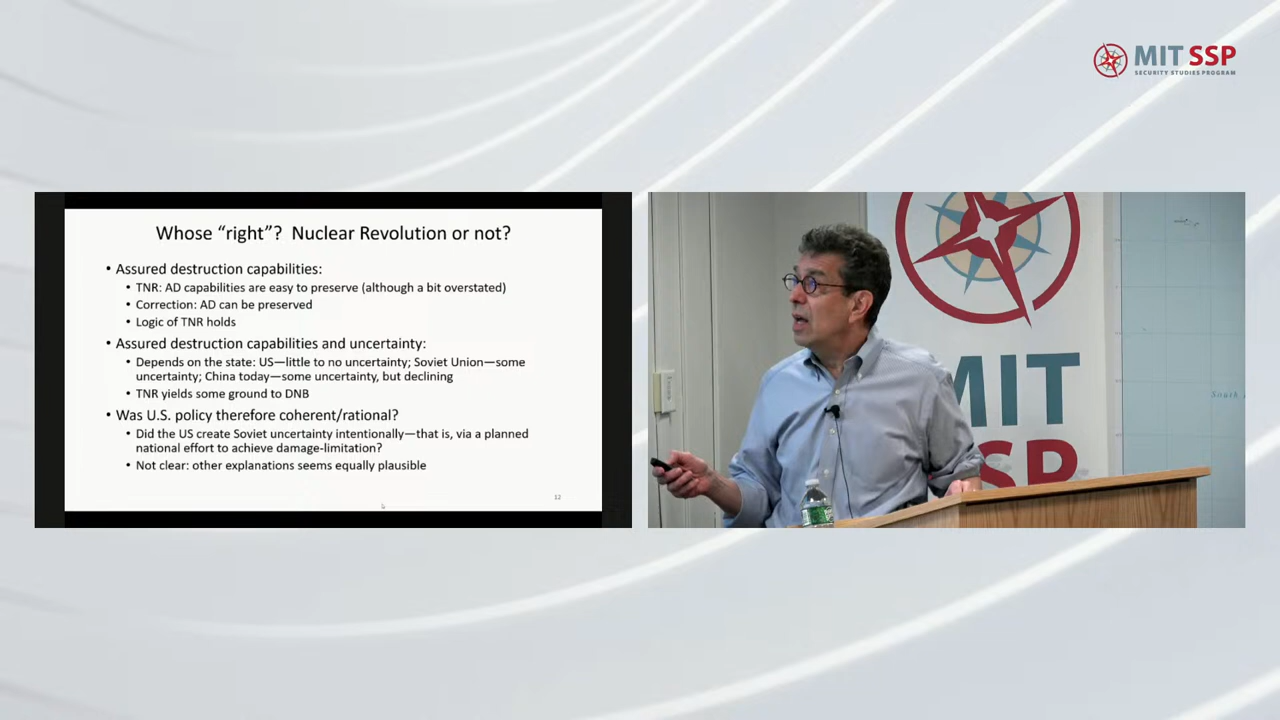 MIT SSP
SECURITY STUDIES PROGRAM
Whose “right”? Nuclear Revolution or not?
• Assured destruction capabilities:
• TNR: AD capabilities are easy to preserve (although a bit overstated)
• Correction: AD can be preserved
• Logic of TNR holds
• Assured destruction capabilities and uncertainty:
• Depends on the state: US—little to no uncertainty; Soviet Union—some
uncertainty; China today—some uncertainty, but declining
• TNR yields some ground to DNB
• Was U.S. policy therefore coherent/rational?
• Did the US create Soviet uncertainty intentionally—that is, via a planned
national effort to achieve damage-limitation?
• Not clear: other explanations seems equally plausible
12
MIT
SSP
South